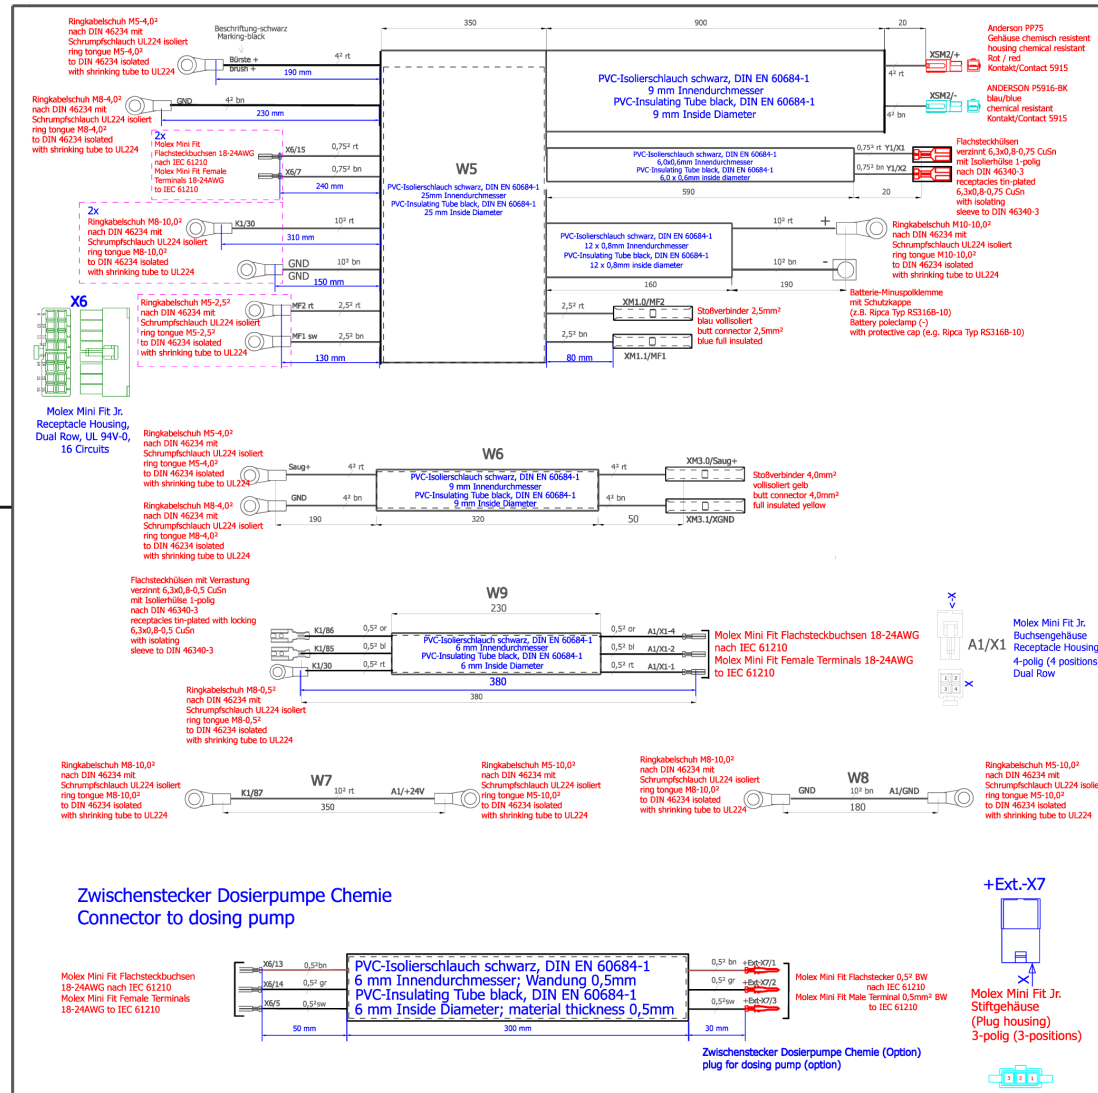 Ringkabelschuh M5-4,0²
nach DIN 46234 mit
Schrumpfschlauch UL224 isoliert
ring tongue M5-4,0²
to DIN 46234 isolated
with shrinking tube to UL224
Beschriftung-schwarz
Marking-black
Bürste +
brush +
4² rt
190 mm
350
900
20
Ringkabelschuh M8-4,0²
nach DIN 46234 mit
Schrumpfschlauch UL224 isoliert
ring tongue M8-4,0²
to DIN 46234 isolated
with shrinking tube to UL224
GND
4² bn
230 mm
2x
Molex Mini Fit
Flachsteckbuchsen 18-24AWG
nach IEC 61210
Molex Mini Fit Female
Terminals 18-24AWG
to IEC 61210
X6/15
0,75² rt
X6/7
0,75² bn
240 mm
2x
Ringkabelschuh M8-10,0²
nach DIN 46234 mit
Schrumpfschlauch UL224 isoliert
ring tongue M8-10,0²
to DIN 46234 isolated
with shrinking tube to UL224
K1/30
10² rt
310 mm
GND
GND
10² bn
150 mm
Ringkabelschuh M5-2,5²
nach DIN 46234 mit
Schrumpfschlauch UL224 isoliert
ring tongue M5-2,5²
to DIN 46234 isolated
with shrinking tube to UL224
MF2 rt
2,5² rt
MF1 sw
2,5² bn
130 mm
W5
PVC-Isolierschlauch schwarz, DIN EN 60684-1
25mm Innendurchmesser
PVC-Insulating Tube black, DIN EN 60684-1
25 mm Inside Diameter
PVC-Isolierschlauch schwarz, DIN EN 60684-1
9 mm Innendurchmesser
PVC-Insulating Tube black, DIN EN 60684-1
9 mm Inside Diameter
4² rt
XSM2/+
4² bn
XSM2/-
Anderson PP75
Gehäuse chemisch resistent
housing chemical resistant
Rot / red
Kontakt/Contact 5915
ANDERSON P5916-BK
blau/blue
chemical resistant
Kontakt/Contact 5915
PVC-Isolierschlauch schwarz, DIN EN 60684-1
6,0x0,6mm Innendurchmesser
PVC-Insulating Tube black, DIN EN 60684-1
6,0 x 0,6mm inside diameter
0,75² rt Y1/X1
0,75² bn Y1/X2
590
20
Flachsteckhülsen
verzinnt 6,3x0,8-0,75 CuSn
mit Isolierhülse 1-polig
nach DIN 46340-3
receptacles tin-plated
6,3x0,8-0,75 CuSn
with isolating
sleeve to DIN 46340-3
PVC-Isolierschlauch schwarz, DIN EN 60684-1
12 x 0,8mm Innendurchmesser
PVC-Insulating Tube black, DIN EN 60684-1
12 x 0,8mm inside diameter
10² rt
+
10² bn
-
160
190
Ringkabelschuh M10-10,0²
nach DIN 46234 mit
Schrumpfschlauch UL224 isoliert
ring tongue M10-10,0²
to DIN 46234 isolated
with shrinking tube to UL224
Batterie-Minuspolklemme
mit Schutzkappe
(z.B. Ripca Typ RS316B-10)
Battery poleclamp (-)
with protective cap (e.g. Ripca Typ RS316B-10)
2,5² rt
XM1.0/MF2
2,5² bn
XM1.1/MF1
80 mm
Stoßverbinder 2,5mm²
blau vollisoliert
butt connector 2,5mm²
blue full insulated
X6
Molex Mini Fit Jr.
Receptacle Housing,
Dual Row, UL 94V-0,
16 Circuits
Ringkabelschuh M5-4,0²
nach DIN 46234 mit
Schrumpfschlauch UL224 isoliert
ring tongue M5-4,0²
to DIN 46234 isolated
with shrinking tube to UL224
Ringkabelschuh M8-4,0²
nach DIN 46234 mit
Schrumpfschlauch UL224 isoliert
ring tongue M8-4,0²
to DIN 46234 isolated
with shrinking tube to UL224
W6
Saug+
4² rt
GND
4² bn
PVC-Isolierschlauch schwarz, DIN EN 60684-1
9 mm Innendurchmesser
PVC-Insulating Tube black, DIN EN 60684-1
9 mm Inside Diameter
4² rt
XM3.0/Saug+
4² bn
XM3.1/XGND
190
320
50
Stoßverbinder 4,0mm²
vollisoliert gelb
butt connector 4,0mm²
full insulated yellow
Flachsteckhülsen mit Verrastung
verzinnt 6,3x0,8-0,5 CuSn
mit Isolierhülse 1-polig
nach DIN 46340-3
receptacles tin-plated with locking
6,3x0,8-0,5 CuSn
with isolating
sleeve to DIN 46340-3
W9
230
K1/86
0,5² or
K1/85
0,5² bl
K1/30
0,5² rt
PVC-Isolierschlauch schwarz, DIN EN 60684-1
6 mm Innendurchmesser
PVC-Insulating Tube black, DIN EN 60684-1
6 mm Inside Diameter
0,5² or
A1/X1-4
0,5² bl
A1/X1-2
0,5² rt
A1/X1-1
380
380
Molex Mini Fit Flachsteckbuchsen 18-24AWG
nach IEC 61210
Molex Mini Fit Female Terminals 18-24AWG
to IEC 61210
Ringkabelschuh M8-0,5²
nach DIN 46234 mit
Schrumpfschlauch UL224 isoliert
ring tongue M8-0,5²
to DIN 46234 isolated
with shrinking tube to UL224
X
A1/X1
1 2
3 4
X
Molex Mini Fit Jr.
Buchsengehäuse
Receptacle Housing
4-polig (4 positions)
Dual Row
Ringkabelschuh M8-10,0²
nach DIN 46234 mit
Schrumpfschlauch UL224 isoliert
ring tongue M8-10,0²
to DIN 46234 isolated
with shrinking tube to UL224
W7
K1/87
10² rt
A1/+24V
350
Ringkabelschuh M5-10,0²
nach DIN 46234 mit
Schrumpfschlauch UL224 isoliert
ring tongue M5-10,0²
to DIN 46234 isolated
with shrinking tube to UL224
Ringkabelschuh M8-10,0²
nach DIN 46234 mit
Schrumpfschlauch UL224 isoliert
ring tongue M8-10,0²
to DIN 46234 isolated
with shrinking tube to UL224
W8
GND
10² bn
A1/GND
180
Ringkabelschuh M5-10,0²
nach DIN 46234 mit
Schrumpfschlauch UL224 isolie
ring tongue M5-10,0²
to DIN 46234 isolated
with shrinking tube to UL224
Zwischenstecker Dosierpumpe Chemie
Connector to dosing pump
Molex Mini Fit Flachsteckbuchsen
18-24AWG nach IEC 61210
Molex Mini Fit Female Terminals
18-24AWG to IEC 61210
X6/13
0,5²bn
X6/14
0,5² gr
X6/5
0,5²sw
PVC-Isolierschlauch schwarz, DIN EN 60684-1
6 mm Innendurchmesser; Wandung 0,5mm
PVC-Insulating Tube black, DIN EN 60684-1
6 mm Inside Diameter; material thickness 0,5mm
0,5² bn
+Ext-X7/1
0,5² gr
+Ext-X7/2
0,5²sw
+Ext-X7/3
50 mm
300 mm
30 mm
Molex Mini Fit Flachstecker 0,5² BW
nach IEC 61210
Molex Mini Fit Male Terminal 0,5mm² BW
to IEC 61210
Zwischenstecker Dosierpumpe Chemie (Option)
plug for dosing pump (option)
+Ext.-X7
X
Molex Mini Fit Jr.
Stiftgehäuse
(Plug housing)
3-polig (3-positions)
3 2 1